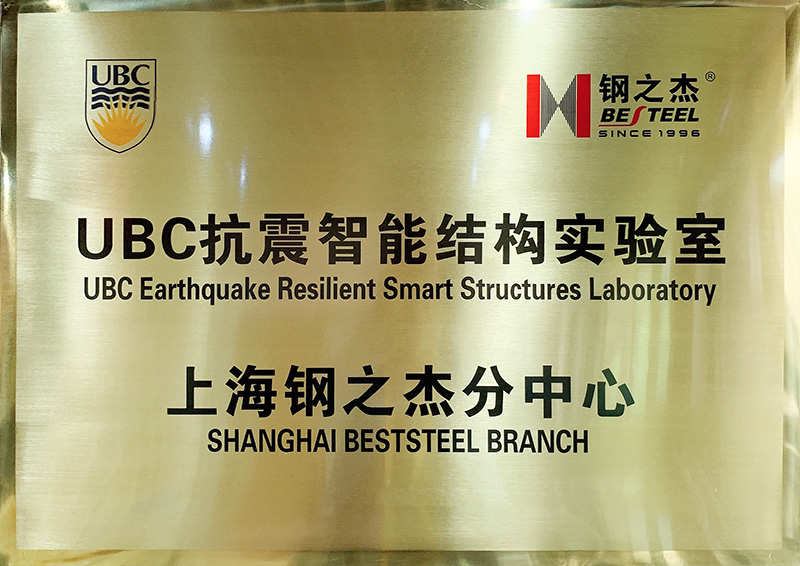 UBC
钢之杰®
BESTEEL
SINCE 1996
UBC抗震智能结构实验室
UBC Earthquake Resilient Smart Structures Laboratory
上海钢之杰分中心
SHANGHAI BESTSTEEL BRANCH